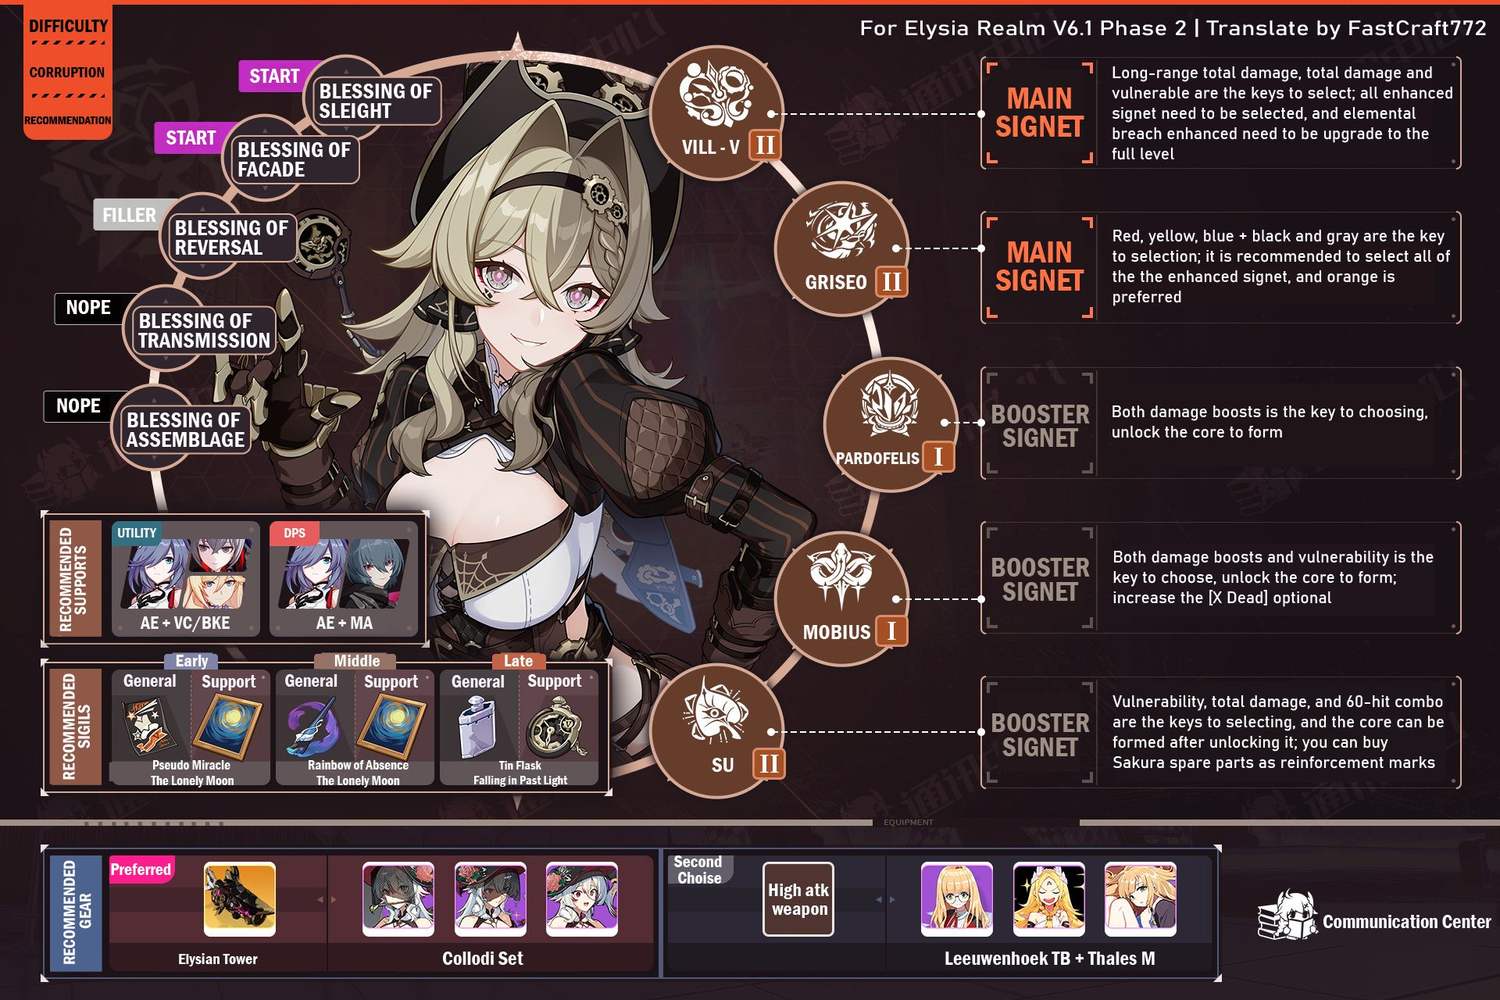 DIFFICULTY
CORRUPTION
RECOMMENDATION
For Elysia Realm V6.1 Phase 2 | Translate by FastCraft772
START
BLESSING OF
SLEIGHT
START
BLESSING OF
FACADE
FILLER
BLESSING OF
REVERSAL
NOPE
BLESSING OF
TRANSMISSION
NOPE
BLESSING OF
ASSEMBLAGE
VILL - V II
MAIN
SIGNET
Long-range total damage, total damage and
vulnerable are the keys to select; all enhanced
signet need to be selected, and elemental
breach enhanced need to be upgrade to the
full level
GRISEO II
MAIN
SIGNET
Red, yellow, blue + black and gray are the key
to selection; it is recommended to select all of
the the enhanced signet, and orange is
preferred
PARDOFELIS I
BOOSTER
SIGNET
Both damage boosts is the key to choosing,
unlock the core to form
MOBIUS I
BOOSTER
SIGNET
Both damage boosts and vulnerability is the
key to choose, unlock the core to form;
increase the [X Dead] optional
SU II
BOOSTER
SIGNET
Vulnerability, total damage, and 60-hit combo
are the keys to selecting, and the core can be
formed after unlocking it; you can buy
Sakura spare parts as reinforcement marks
RECOMMENDED
SUPPORTS
UTILITY
AE + VC/BKE
DPS
AE + MA
RECOMMENDED
SIGILS
Early
General Support
Pseudo Miracle
The Lonely Moon
Middle
General Support
Rainbow of Absence
The Lonely Moon
Late
General Support
Tin Flask
Falling in Past Light
EQUIPMENT
RECOMMENDED
GEAR
Preferred
Elysian Tower
Collodi Set
Second
Choise
High atk
weapon
Leeuwenhoek TB + Thales M
Communication Center